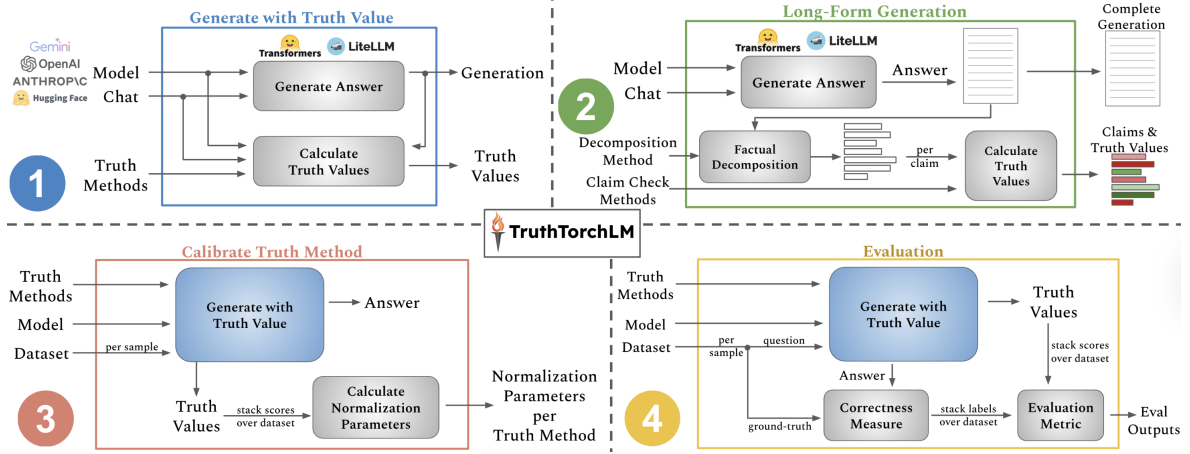 Generate with Truth Value
Gemini
OpenAI
ANTHROP\C
Hugging Face
Transformers
LiteLLM
Model
Chat
Truth
Methods
Generate Answer
Calculate
Truth Values
Generation
Truth
Values
1
Long-Form Generation
Transformers
LiteLLM
Model
Chat
Generate Answer
Answer
Complete
Generation
2
Decomposition
Method
Claim Check
Methods
Factual
Decomposition
per
claim
Calculate
Truth
Values
Claims &
Truth Values
TruthTorchLM
Calibrate Truth Method
Truth
Methods
Model
Dataset
per sample
Generate with
Truth Value
Answer
Truth
Values
stack scores
over dataset
Calculate
Normalization
Parameters
Normalization
Parameters
per
Truth Method
3
Evaluation
Truth
Methods
Model
Dataset
per
sample
question
Generate with
Truth Value
Truth
Values
stack scores
over dataset
Answer
ground-truth
Correctness
Measure
stack labels
over dataset
Evaluation
Metric
Eval
Outputs
4